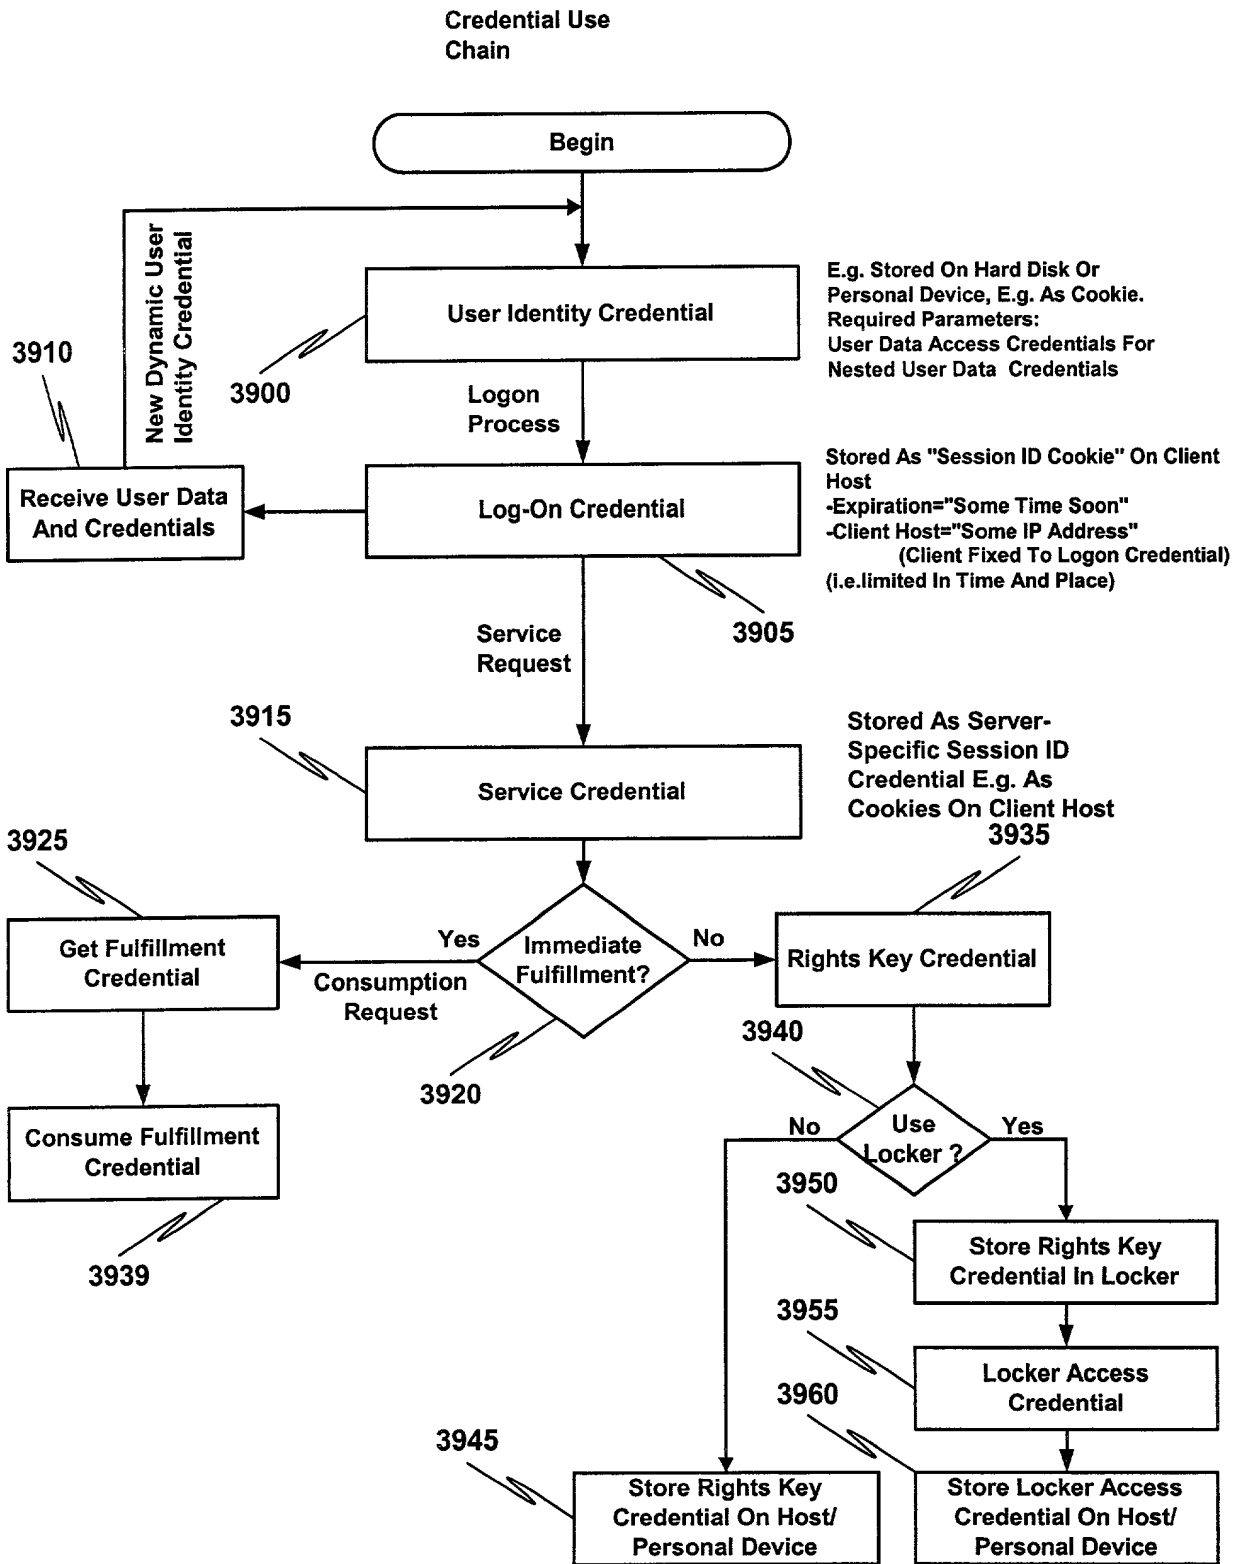 Credential Use
Chain
Begin
New Dynamic User
Identity Credential
User Identity Credential
E.g. Stored On Hard Disk Or
Personal Device, E.g. As Cookie.
Required Parameters:
User Data Access Credentials For
Nested User Data Credentials
3910
3900
Logon
Process
Receive User Data
And Credentials
Log-On Credential
Stored As "Session ID Cookie" On Client
Host
-Expiration="Some Time Soon"
-Client Host="Some IP Address"
(Client Fixed To Logon Credential)
(i.e.limited In Time And Place)
3905
Service
Request
3915
Service Credential
Stored As Server-
Specific Session ID
Credential E.g. As
Cookies On Client Host
3925
3935
Get Fulfillment
Credential
Yes
Consumption
Request
Immediate
Fulfillment?
No
Rights Key Credential
3920
3940
Consume Fulfillment
Credential
No
Use
Locker ?
Yes
3939
3950
Store Rights Key
Credential In Locker
3955
Locker Access
Credential
3960
3945
Store Rights Key
Credential On Host/
Personal Device
Store Locker Access
Credential On Host/
Personal Device